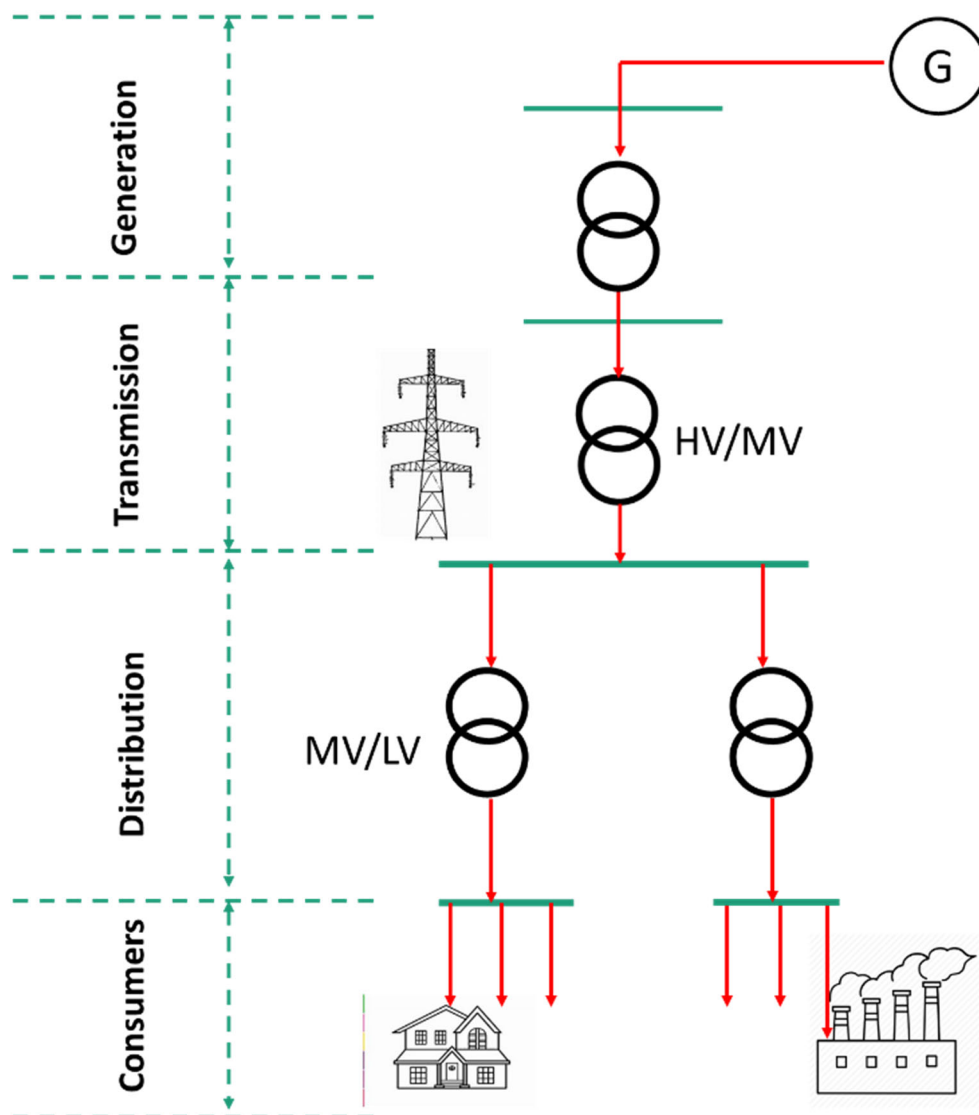 G
Generation
Transmission
HV/MV
Distribution
MV/LV
Consumers